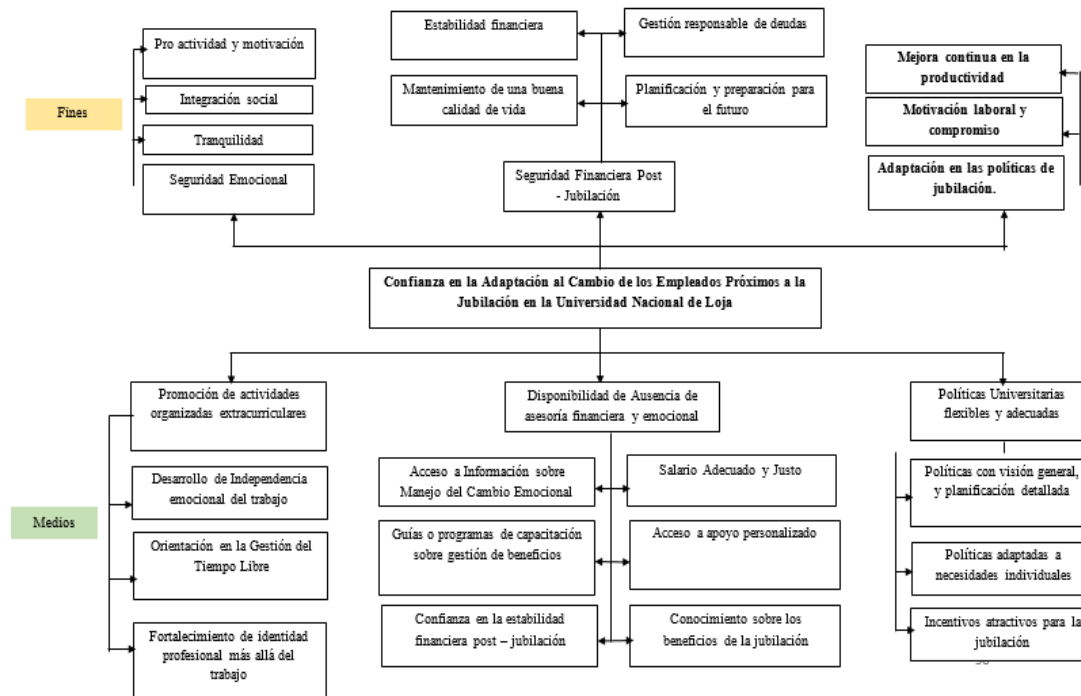 Fines
Pro actividad y motivación
Integración social
Tranquilidad
Seguridad Emocional
Estabilidad financiera
Gestión responsable de deudas
Mantenimiento de una buena
calidad de vida
Planificación y preparación para
el futuro
Seguridad Financiera Post
- Jubilación
Mejora continua en la
productividad
Motivación laboral y
compromiso
Adaptación en las políticas de
jubilación.
Confianza en la Adaptación al Cambio de los Empleados Próximos a la
Jubilación en la Universidad Nacional de Loja
Medios
Promoción de actividades
organizadas extracurriculares
Desarrollo de Independencia
emocional del trabajo
Orientación en la Gestión del
Tiempo Libre
Fortalecimiento de identidad
profesional más allá del
trabajo
Disponibilidad de Ausencia de
asesoría financiera y emocional
Acceso a Información sobre
Manejo del Cambio Emocional
Salario Adecuado y Justo
Guías o programas de capacitación
sobre gestión de beneficios
Acceso a apoyo personalizado
Confianza en la estabilidad
financiera post – jubilación
Conocimiento sobre los
beneficios de la jubilación
Políticas Universitarias
flexibles y adecuadas
Políticas con visión general,
y planificación detallada
Políticas adaptadas a
necesidades individuales
Incentivos atractivos para la
jubilación